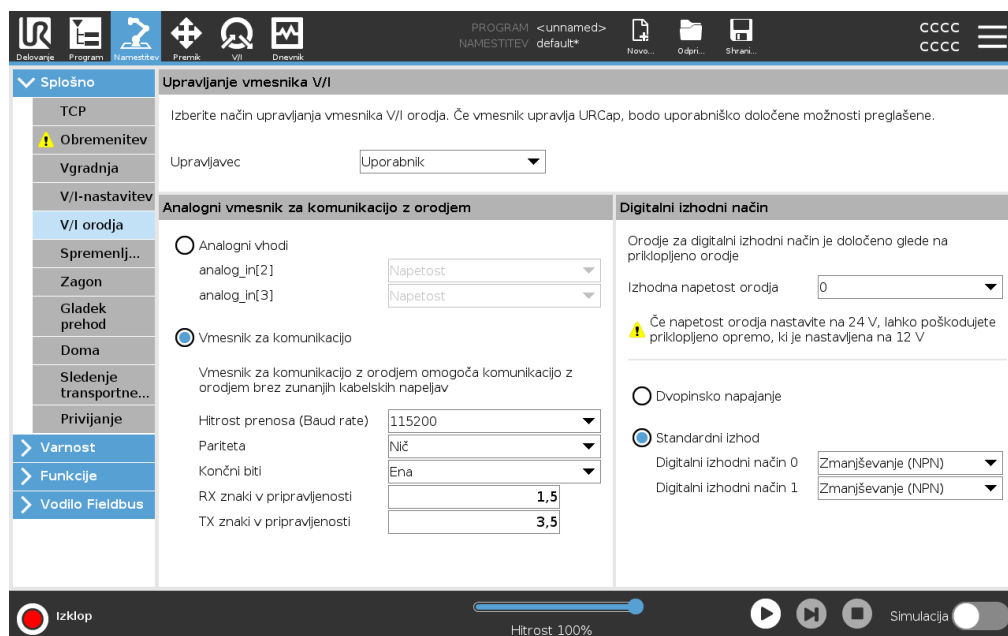 PROGRAM <unnamed>
NAMESTITEV default*
Delovanje Program Namestitev Premik V/I Dnevnik Novo... Odpri... Shrani...
CCCC
CCCC
Splošno
TCP
Obremenitev
Vgradnja
V/I-nastavitev
V/I orodja
Spremenlj...
Zagon
Gladek
prehod
Doma
Sledenje
transportne...
Privijanje
Varnost
Funkcije
Vodilo Fieldbus
Upravljanje vmesnika V/I
Izberite način upravljanja vmesnika V/I orodja. Če vmesnik upravlja URCap, bodo uporabniško določene možnosti preglašene.
Upravljavec Uporabnik
Analogni vmesnik za komunikacijo z orodjem
Analogni vhodi
analog_in[2] Napetost
analog_in[3] Napetost
Vmesnik za komunikacijo
Vmesnik za komunikacijo z orodjem omogoča komunikacijo z
orodjem brez zunanjih kabelskih napeljav
Hitrost prenosa (Baud rate) 115200
Pariteta Nič
Končni biti Ena
RX znaki v pripravljenosti 1,5
TX znaki v pripravljenosti 3,5
Digitalni izhodni način
Orodje za digitalni izhodni način je določeno glede na
priklopljeno orodje
Izhodna napetost orodja 0
Če napetost orodja nastavite na 24 V, lahko poškodujete
priklopljeno opremo, ki je nastavljena na 12 V
Dvopinsko napajanje
Standardni izhod
Digitalni izhodni način 0 Zmanjševanje (NPN)
Digitalni izhodni način 1 Zmanjševanje (NPN)
Izklop
Hitrost 100%
Simulacija